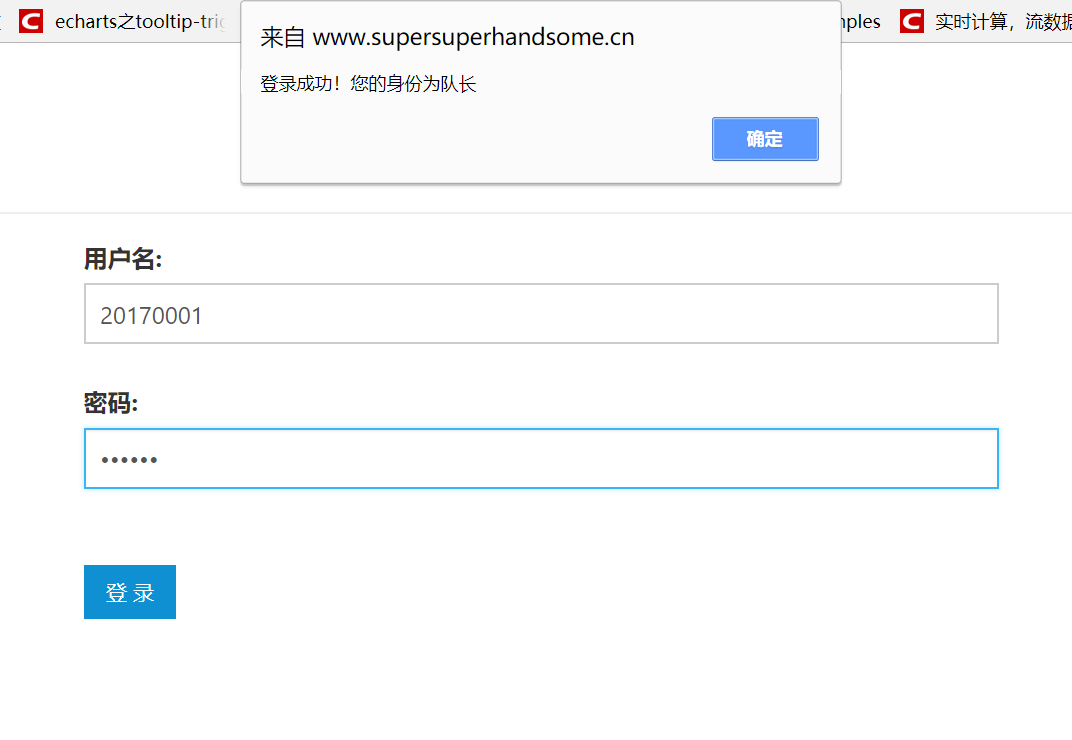 echarts之tooltip-tri
实时计算，流数据
来自 www.supersuperhandsome.cn
登录成功！您的身份为队长
确定
用户名:
20170001
密码:
••••••
登 录